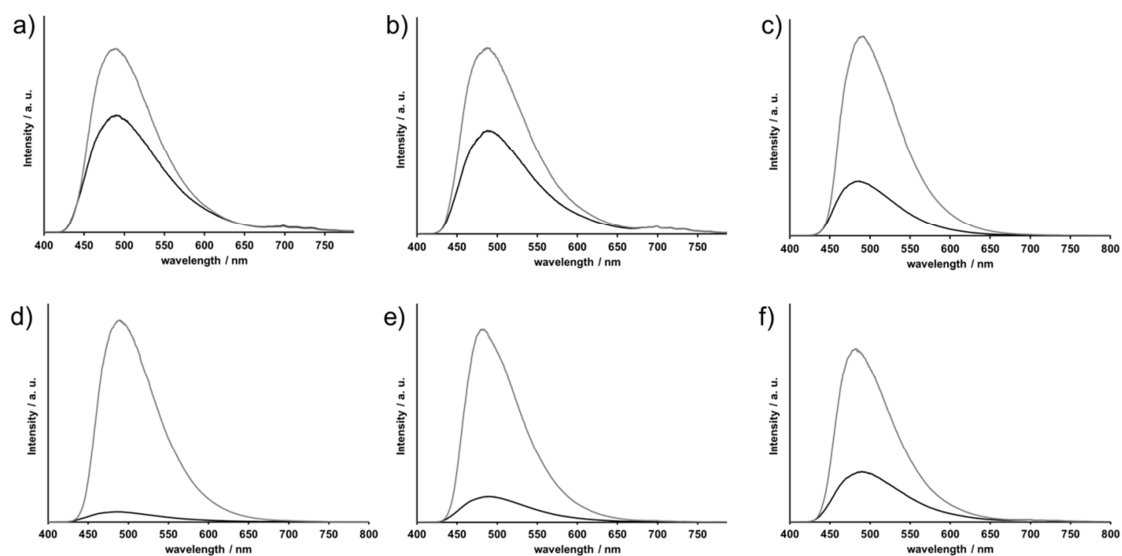 a)
Intensity / a. u.
400 450 500 550 600 650 700 750
wavelength / nm
b)
Intensity / a. u.
400 450 500 550 600 650 700 750
wavelength / nm
c)
Intensity / a. u.
400 450 500 550 600 650 700 750 800
wavelength / nm
d)
Intensity / a. u.
400 450 500 550 600 650 700 750 800
wavelength / nm
e)
Intensity / a. u.
400 450 500 550 600 650 700 750
wavelength / nm
f)
Intensity / a. u.
400 450 500 550 600 650 700 750 800
wavelength / nm